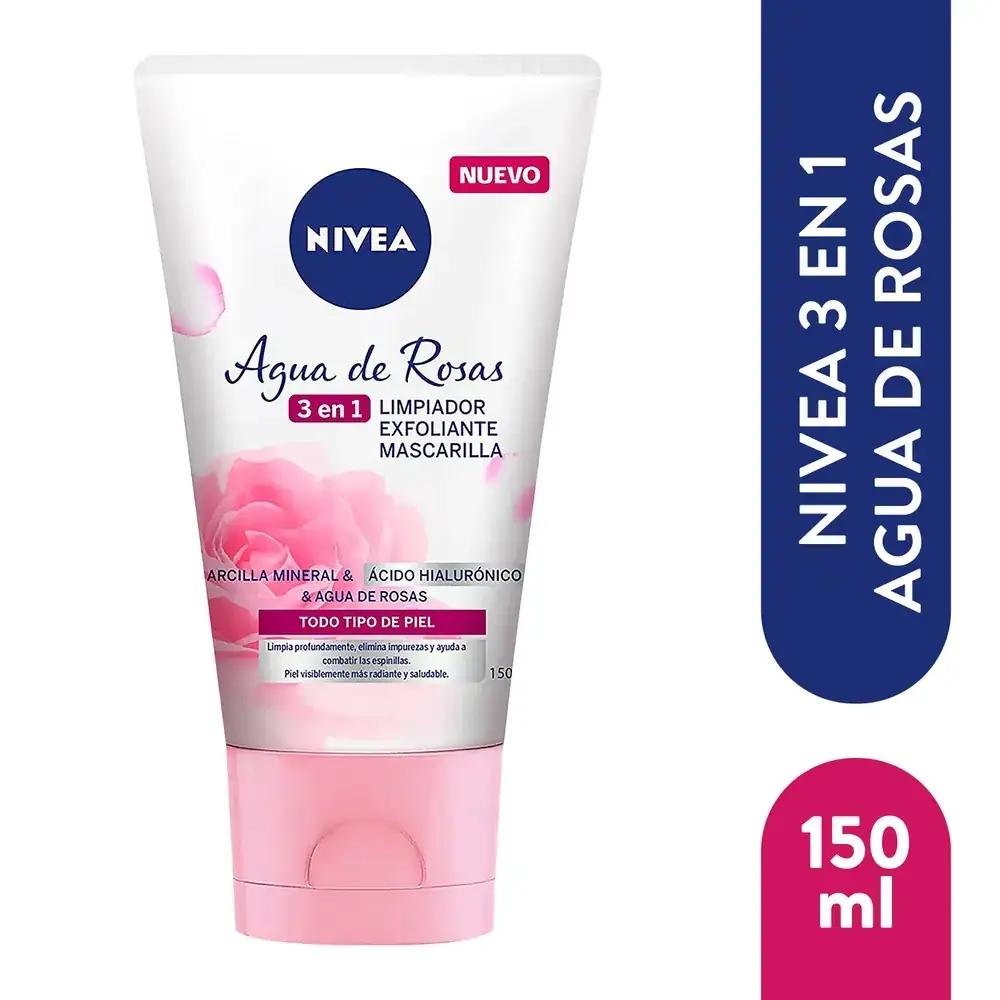 NUEVO
NIVEA
Agua de Rosas
3 en 1 LIMPIADOR
EXFOLIANTE
MASCARILLA
ARCILLA MINERAL & ÁCIDO HIALURÓNICO
& AGUA DE ROSAS
TODO TIPO DE PIEL
Limpia profundamente, elimina impurezas y ayuda a
combatir las espinillas.
Piel visiblemente más radiante y saludable.
150
NIVEA 3 EN 1
AGUA DE ROSAS
150
ml